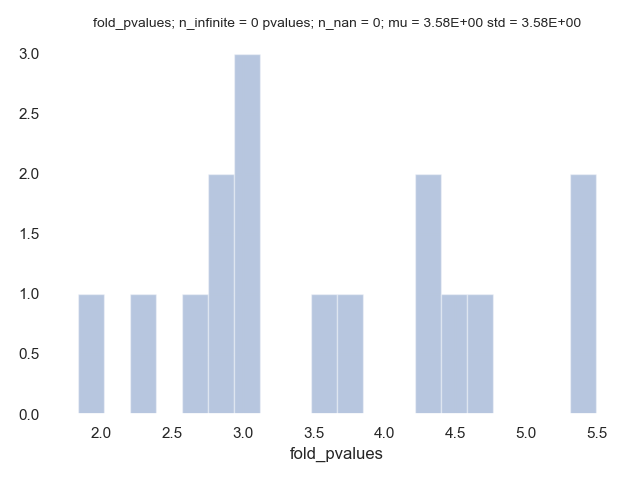 fold_pvalues; n_infinite = 0 pvalues; n_nan = 0; mu = 3.58E+00 std = 3.58E+00
3.0
2.5
2.0
1.5
1.0
0.5
0.0
2.0 2.5 3.0 3.5 4.0 4.5 5.0 5.5
fold_pvalues